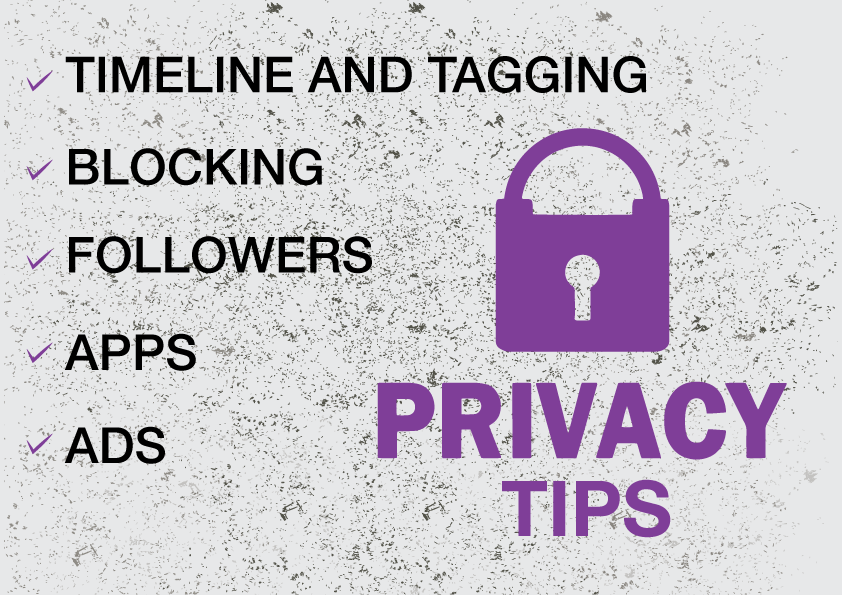 TIMELINE AND TAGGING
BLOCKING
FOLLOWERS
APPS
ADS
PRIVACY
TIPS